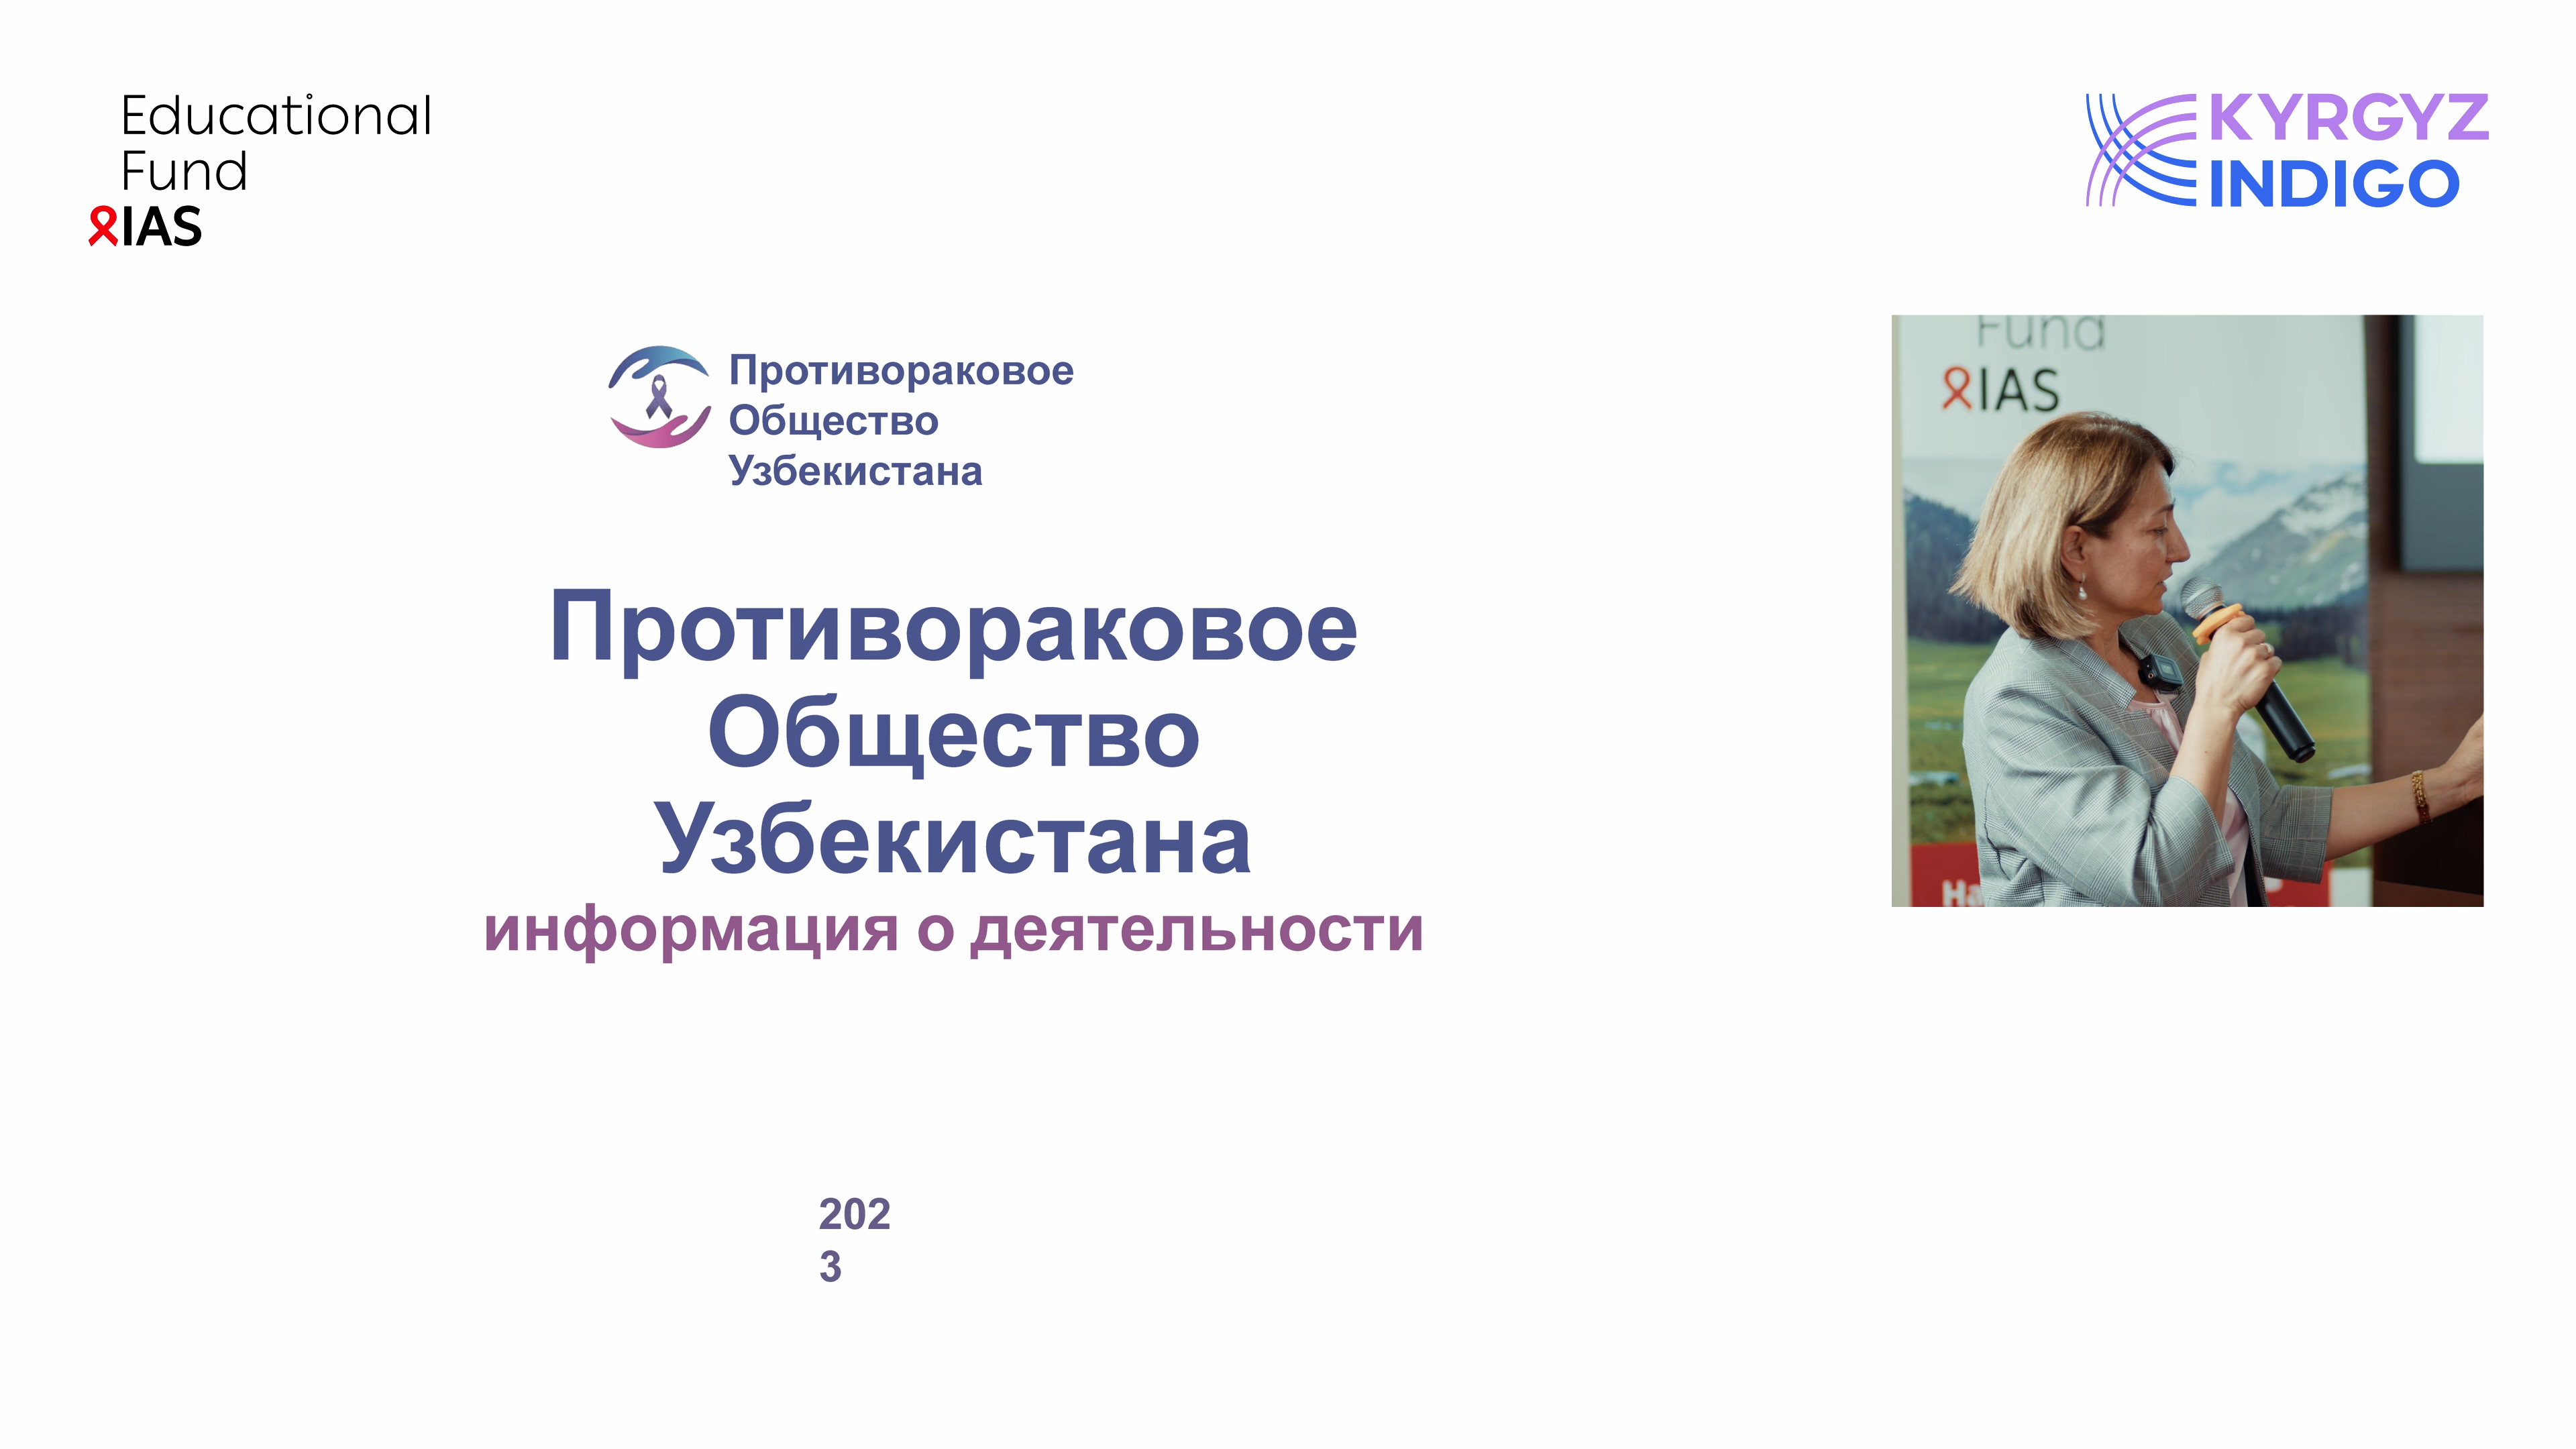 Educational
Fund
IAS
KYRGYZ
INDIGO
Противораковое
Общество
Узбекистана
Fund
IAS
Противораковое
Общество
Узбекистана
информация о деятельности
202
3